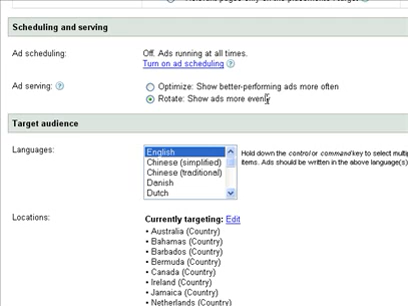 Scheduling and serving
Ad scheduling:
Off. Ads running at all times.
Turn on ad scheduling
Ad serving:
Optimize: Show better-performing ads more often
Rotate: Show ads more evenly
Target audience
Languages:
English
Chinese (simplified)
Chinese (traditional)
Danish
Dutch
Hold down the control or command key to select
items. Ads should be written in the above language(s)
Locations:
Currently targeting: Edit
• Australia (Country)
• Bahamas (Country)
• Barbados (Country)
• Bermuda (Country)
• Canada (Country)
• Ireland (Country)
• Jamaica (Country)
• Netherlands (Country)